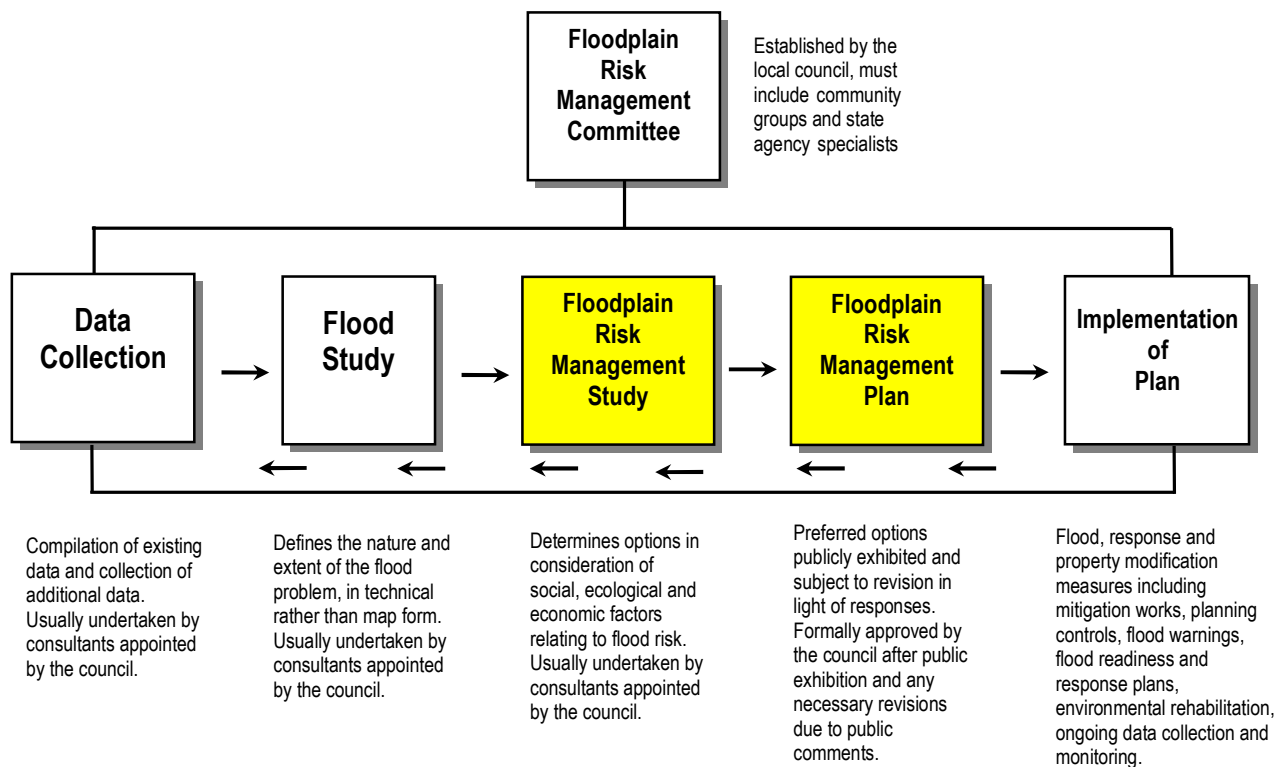 Floodplain
Risk
Management
Committee
Established by the
local council, must
include community
groups and state
agency specialists
Data
Collection
Flood
Study
Floodplain
Risk
Management
Study
Floodplain
Risk
Management
Plan
Implementation
of
Plan
Compilation of existing
data and collection of
additional data.
Usually undertaken by
consultants appointed
by the council.
Defines the nature and
extent of the flood
problem, in technical
rather than map form.
Usually undertaken by
consultants appointed
by the council.
Determines options in
consideration of
social, ecological and
economic factors
relating to flood risk.
Usually undertaken by
consultants appointed
by the council.
Preferred options
publicly exhibited and
subject to revision in
light of responses.
Formally approved by
the council after public
exhibition and any
necessary revisions
due to public
comments.
Flood, response and
property modification
measures including
mitigation works, planning
controls, flood warnings,
flood readiness and
response plans,
environmental rehabilitation,
ongoing data collection and
monitoring.